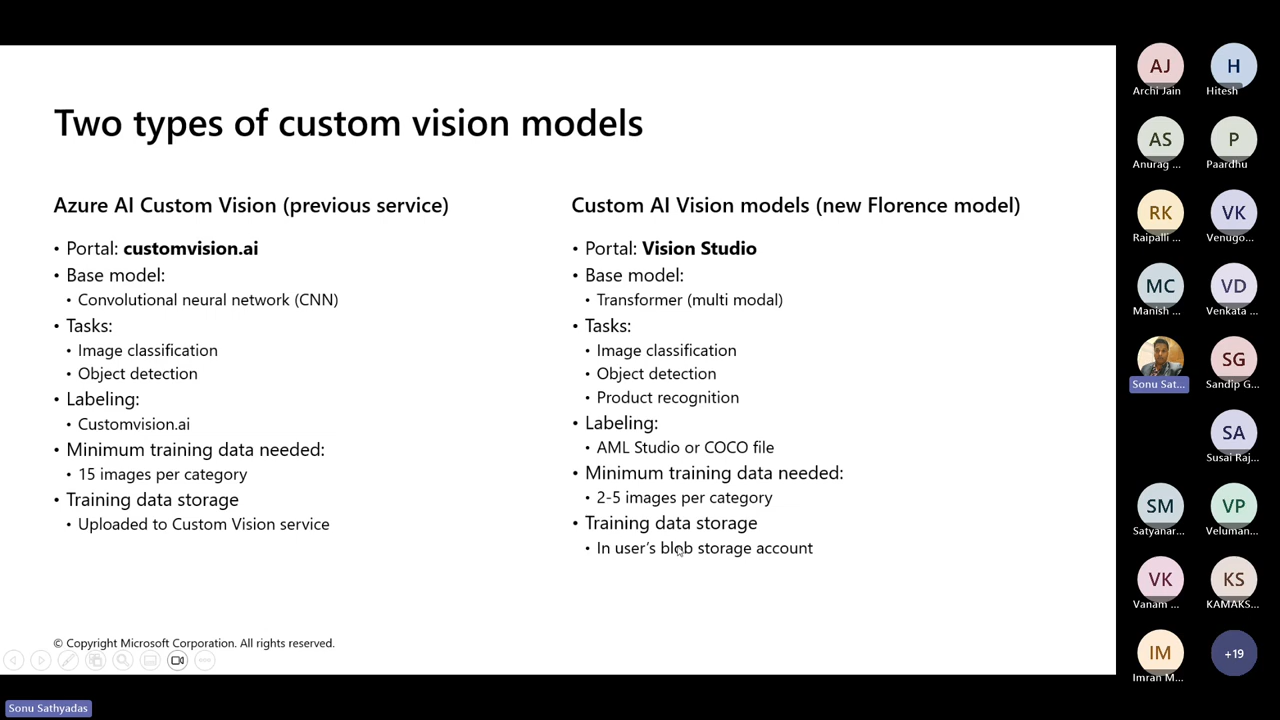 Two types of custom vision models
Azure AI Custom Vision (previous service)
• Portal: customvision.ai
• Base model:
• Convolutional neural network (CNN)
• Tasks:
• Image classification
• Object detection
• Labeling:
• Customvision.ai
• Minimum training data needed:
• 15 images per category
• Training data storage
• Uploaded to Custom Vision service
Custom AI Vision models (new Florence model)
• Portal: Vision Studio
• Base model:
• Transformer (multi modal)
• Tasks:
• Image classification
• Object detection
• Product recognition
• Labeling:
• AML Studio or COCO file
• Minimum training data needed:
• 2-5 images per category
• Training data storage
• In user’s blob storage account
© Copyright Microsoft Corporation. All rights reserved.
Sonu Sathyadas
AJ
Archi Jain
H
Hitesh
AS
Anurag ...
P
Paardhu
RK
Raipalli ...
VK
Venugo...
MC
Manish ...
VD
Venkata ...
Sonu Sat...
SG
Sandip G...
SA
Susai Raj...
SM
Satyanar...
VP
Veluman...
VK
Vanam ...
KS
KAMAKS...
IM
Imran M...
+19